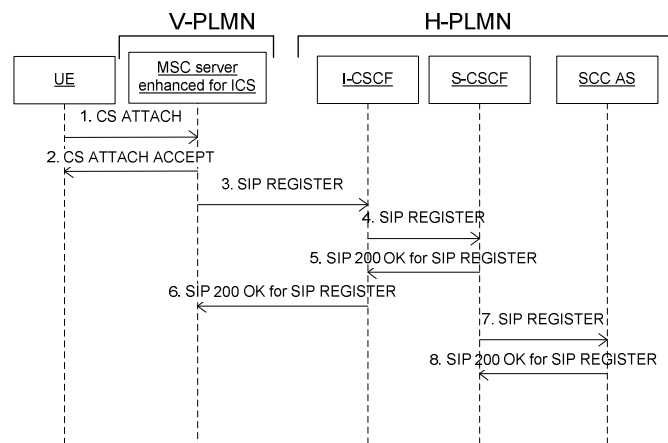 V-PLMN
H-PLMN
UE
MSC server
enhanced for ICS
I-CSCF
S-CSCF
SCC AS
1. CS ATTACH
2. CS ATTACH ACCEPT
3. SIP REGISTER
4. SIP REGISTER
5. SIP 200 OK for SIP REGISTER
6. SIP 200 OK for SIP REGISTER
7. SIP REGISTER
8. SIP 200 OK for SIP REGISTER